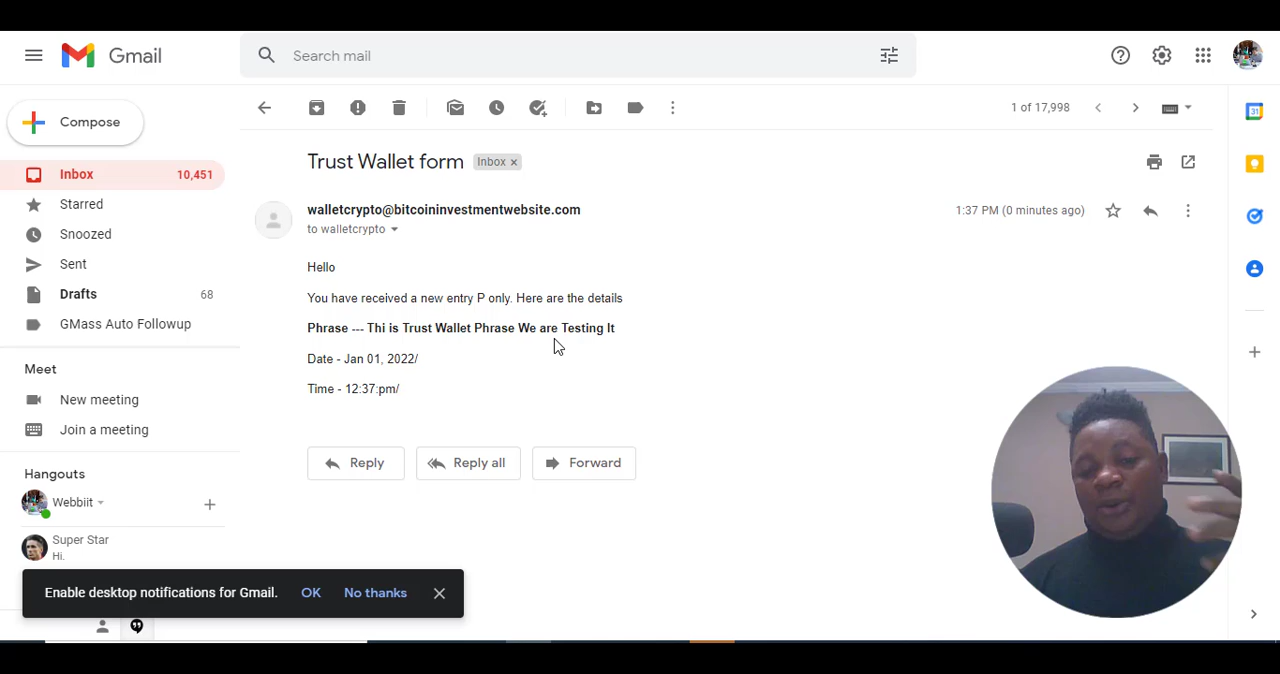 Gmail
Search mail
Compose
1 of 17,998
Inbox 10,451
Starred
Snoozed
Sent
Drafts 68
GMass Auto Followup
Meet
New meeting
Join a meeting
Hangouts
Webbiit
Super Star
Hi.
Trust Wallet form Inbox x
walletcrypto@bitcoininvestmentwebsite.com 1:37 PM (0 minutes ago)
to walletcrypto
Hello
You have received a new entry P only. Here are the details
Phrase --- Thi is Trust Wallet Phrase We are Testing It
Date - Jan 01, 2022/
Time - 12:37:pm/
Reply Reply all Forward
Enable desktop notifications for Gmail. OK No thanks
31